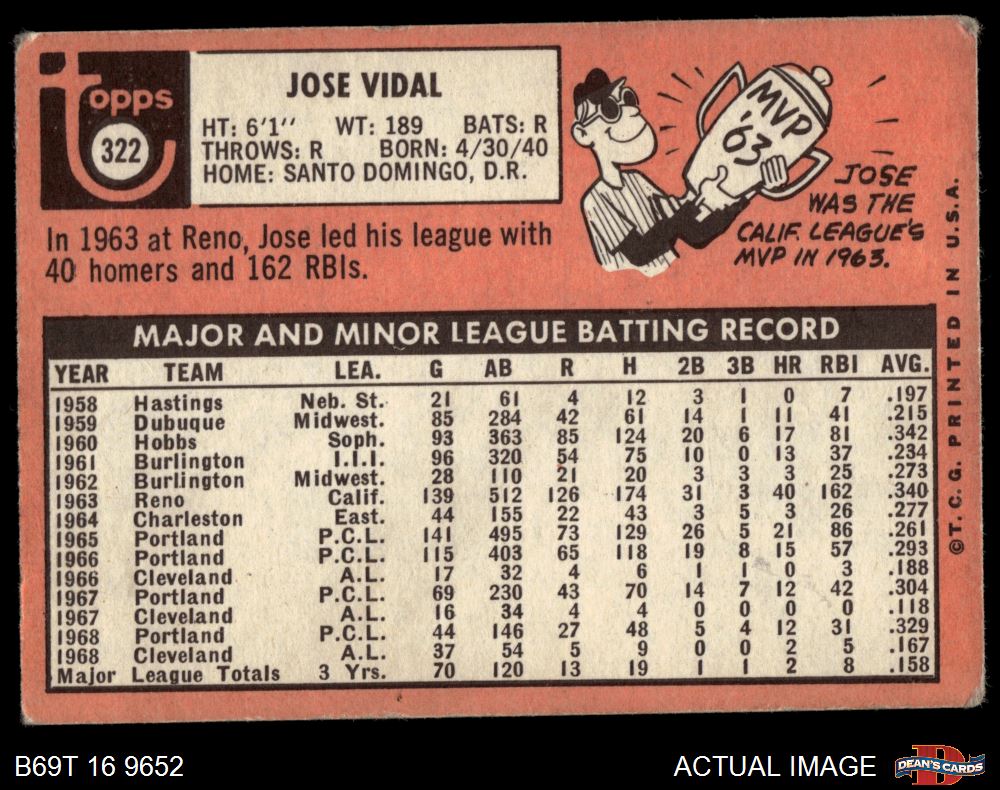 Topps
322
JOSE VIDAL
HT: 6'1" WT: 189 BATS: R
THROWS: R BORN: 4/30/40
HOME: SANTO DOMINGO, D.R.
In 1963 at Reno, Jose led his league with
40 homers and 162 RBIs.
MVP
'63
JOSE
WAS THE
CALIF. LEAGUE'S
MVP IN 1963.
MAJOR AND MINOR LEAGUE BATTING RECORD
YEAR TEAM LEA. G AB R H 2B 3B HR RBI AVG.
1958 Hastings Neb. St. 21 61 4 12 3 1 0 7 .197
1959 Dubuque Midwest. 85 284 42 61 14 1 11 41 .215
1960 Hobbs Soph. 93 363 85 124 20 6 17 81 .342
1961 Burlington I.I.I. 96 320 54 75 10 0 13 37 .234
1962 Burlington Midwest. 28 110 21 20 3 3 3 25 .273
1963 Reno Calif. 139 512 126 174 31 3 40 162 .340
1964 Charleston East. 44 155 22 43 3 5 3 26 .277
1965 Portland P.C.L. 141 495 73 129 26 5 21 86 .261
1966 Portland P.C.L. 115 403 65 118 19 8 15 57 .293
1966 Cleveland A.L. 17 32 4 6 1 1 0 3 .188
1967 Portland P.C.L. 69 230 43 70 14 7 12 42 .304
1967 Cleveland A.L. 16 34 4 4 0 0 0 0 .118
1968 Portland P.C.L. 44 146 27 48 5 4 12 31 .329
1968 Cleveland A.L. 37 54 5 9 0 0 2 5 .167
Major League Totals 3 Yrs. 70 120 13 19 1 1 2 8 .158
©T.C.G. PRINTED IN U.S.A.
B69T 16 9652
ACTUAL IMAGE
D
DEAN'S CARDS